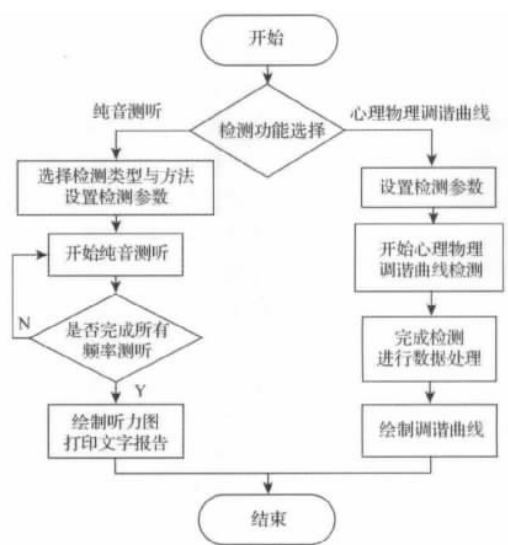 开始
纯音测听
心理物理调谐曲线
检测功能选择
选择检测类型与方法
设置检测参数
开始纯音测听
N
是否完成所有
频率测听
Y
绘制听力图
打印文字报告
设置检测参数
开始心理物理
调谐曲线检测
完成检测
进行数据处理
绘制调谐曲线
结束